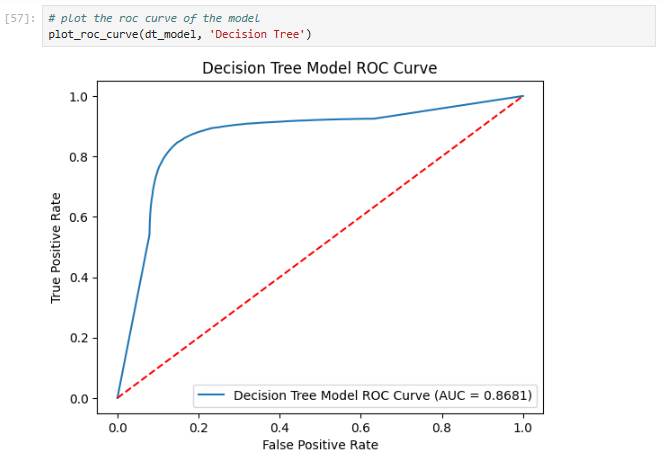 [57]: # plot the roc curve of the model
plot_roc_curve(dt_model, 'Decision Tree')
Decision Tree Model ROC Curve
1.0
0.8
0.6
0.4
0.2
0.0
True Positive Rate
Decision Tree Model ROC Curve (AUC = 0.8681)
0.0 0.2 0.4 0.6 0.8 1.0
False Positive Rate